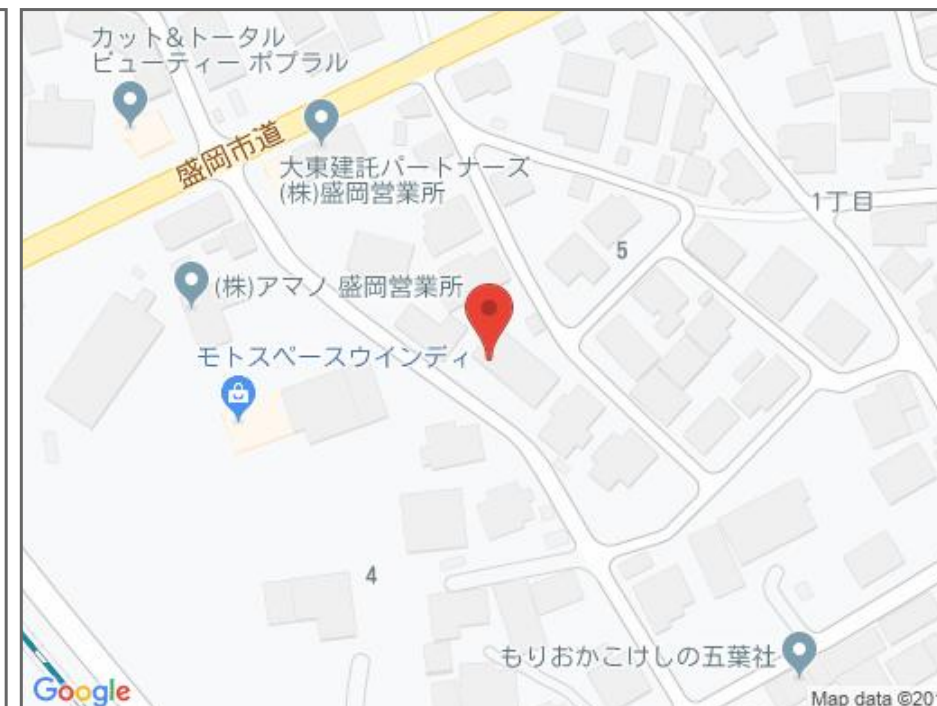 カット&トータル
ビューティー ポプラル
盛岡市道
大東建託パートナーズ
(株)盛岡営業所
1丁目
5
(株)アマノ 盛岡営業所
モトスペースウインディ
4
もりおかこけしの五葉社
Google
Map data ©201